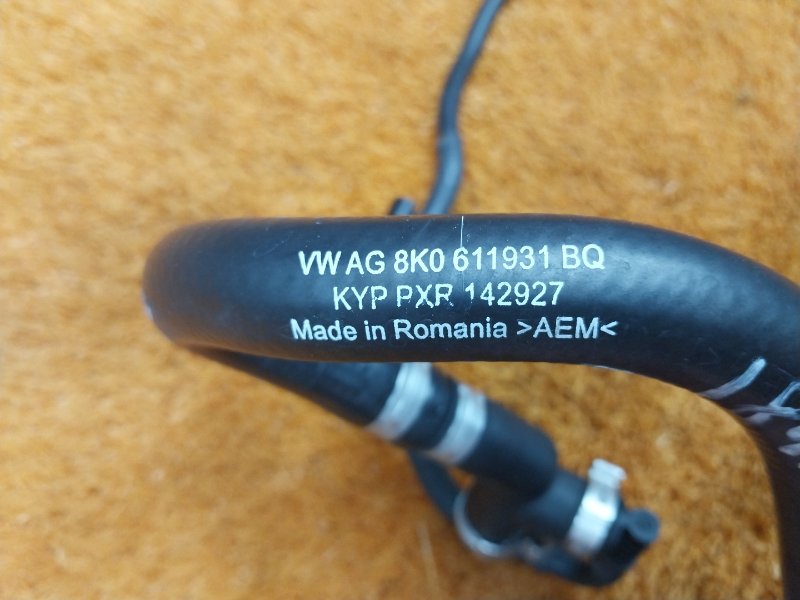 VW AG 8K0 611931 BQ
KYP PXR 142927
Made in Romania >AEM<